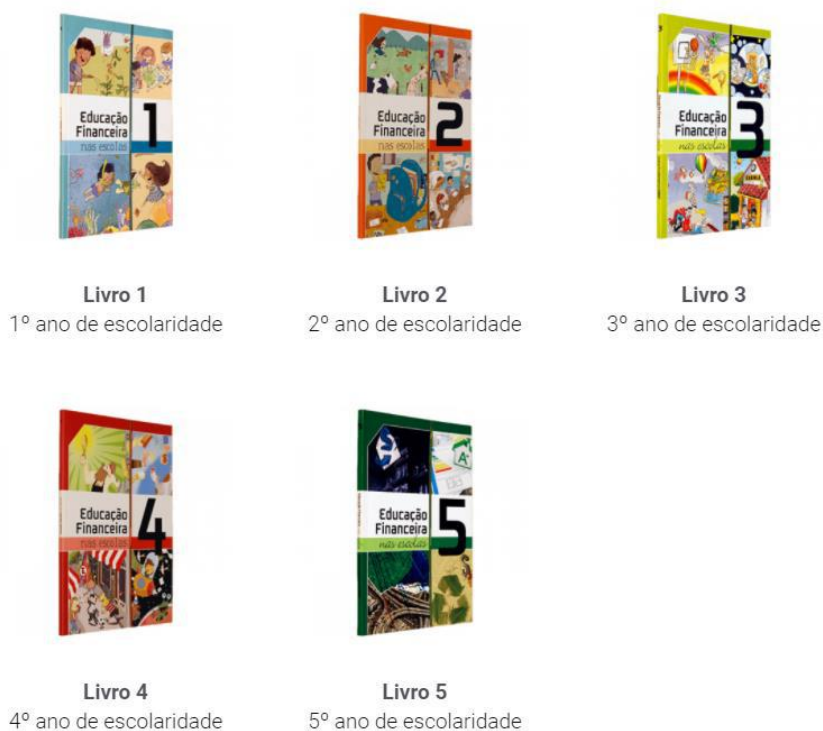 Educação
Financeira
nas escolas
1
Livro 1
1º ano de escolaridade
Educação
Financeira
nas escolas
2
Livro 2
2º ano de escolaridade
Educação
Financeira
nas escolas
3
Livro 3
3º ano de escolaridade
Educação
Financeira
nas escolas
4
Livro 4
4º ano de escolaridade
A+
Educação
Financeira
nas escolas
5
Livro 5
5º ano de escolaridade